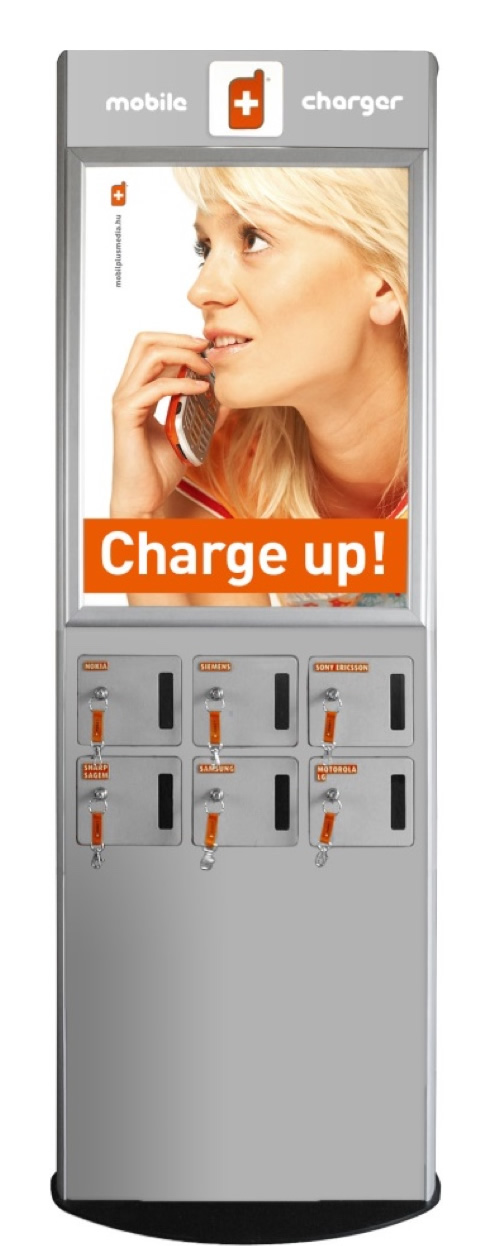 mobile charger
mobilplusmedia.hu
Charge up!
NOKIA
SIEMENS
SONY ERICSSON
SHARP
SAGEM
SAMSUNG
MOTOROLA
LG